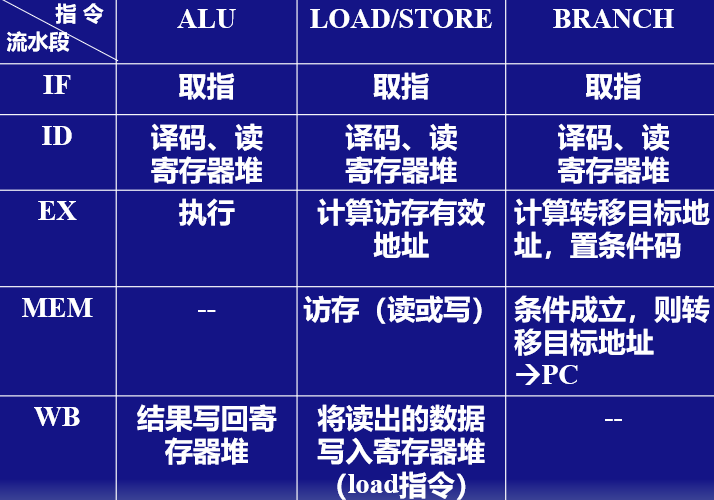 指 令
流水段
ALU
LOAD/STORE
BRANCH
IF
取指
取指
取指
ID
译码、读
寄存器堆
译码、读
寄存器堆
译码、读
寄存器堆
EX
执行
计算访存有效
地址
计算转移目标地
址，置条件码
MEM
--
访存（读或写）
条件成立，则转
移目标地址
→PC
WB
结果写回寄
存器堆
将读出的数据
写入寄存器堆
（load指令）
--